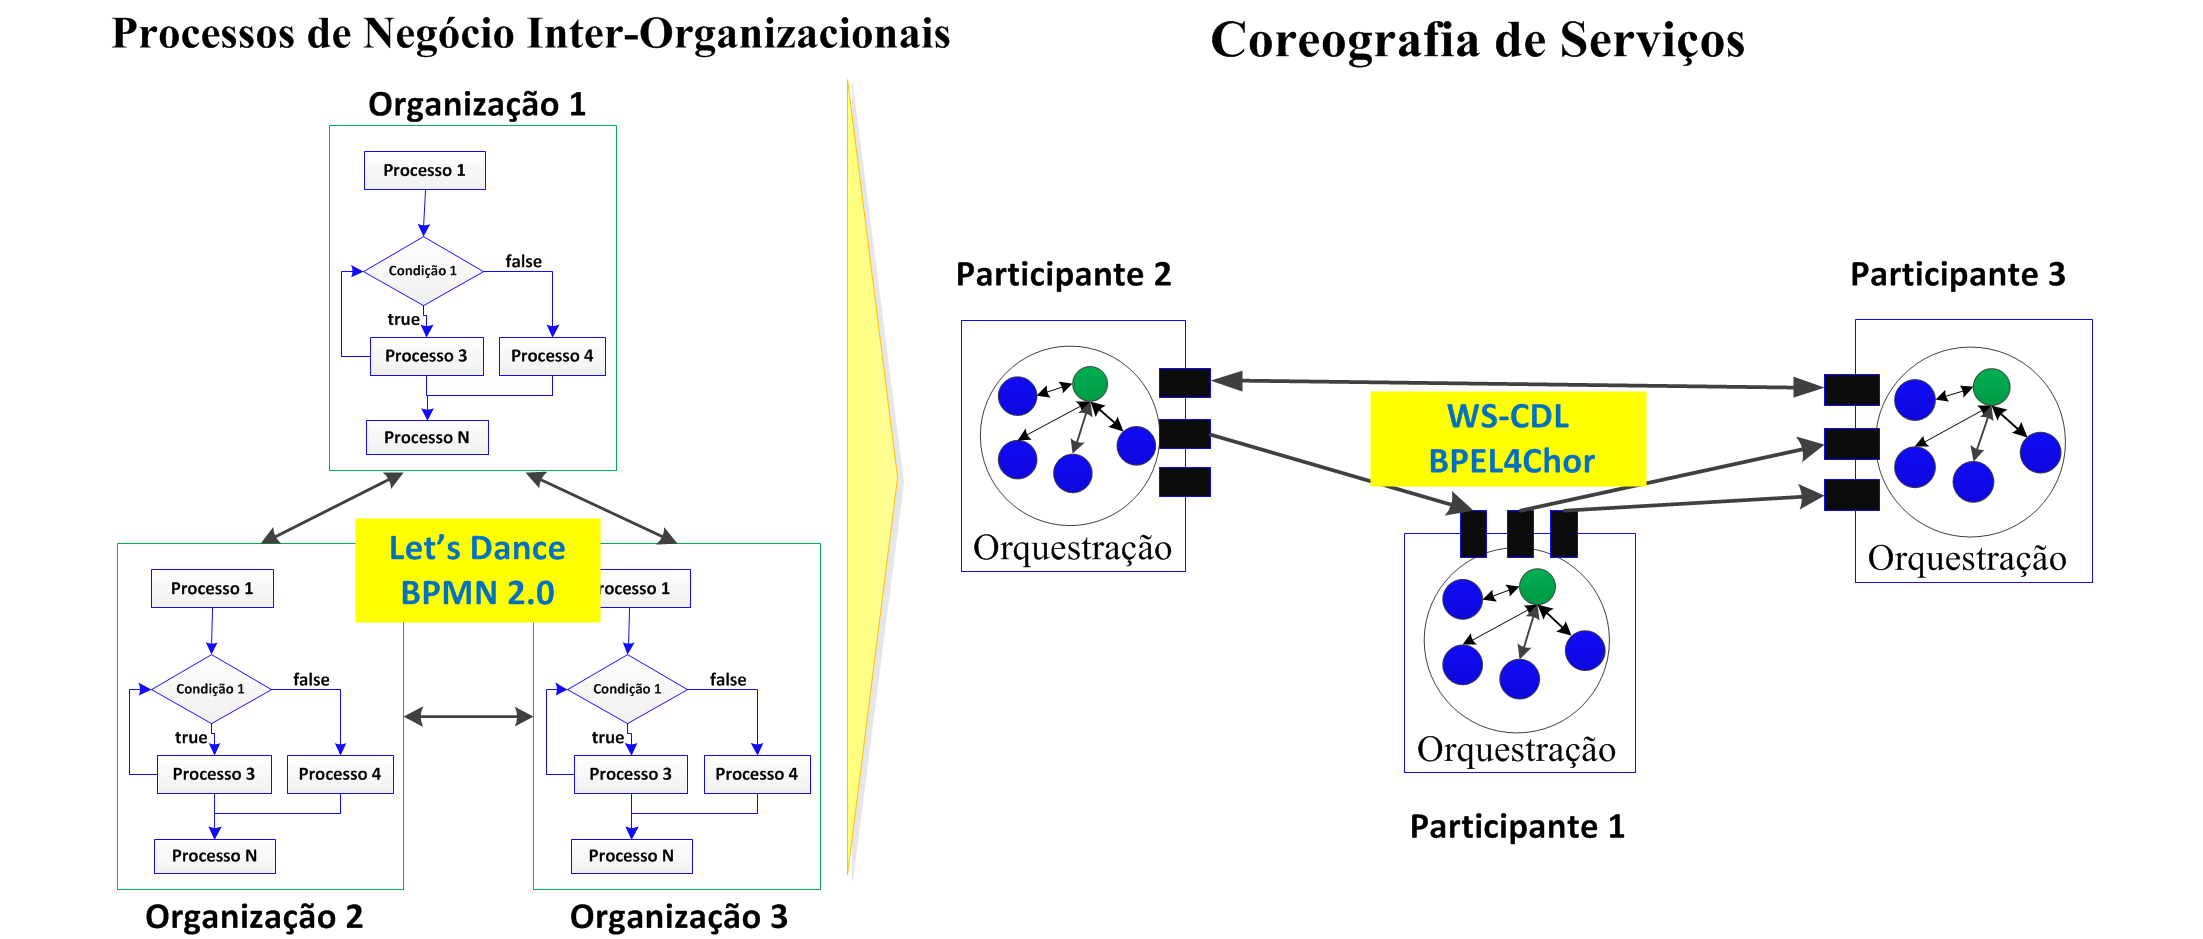 Processos de Negócio Inter-Organizacionais
Organização 1
Processo 1
Condição 1
false
true
Processo 3
Processo 4
Processo N
Let's Dance
BPMN 2.0
Processo 1
Condição 1
false
true
Processo 3
Processo 4
Processo N
Organização 2
rocesso 1
Condição 1
false
true
Processo 3
Processo 4
Processo N
Organização 3
Coreografia de Serviços
Participante 2
Orquestração
WS-CDL
BPEL4Chor
Participante 3
Orquestração
Orquestração
Participante 1